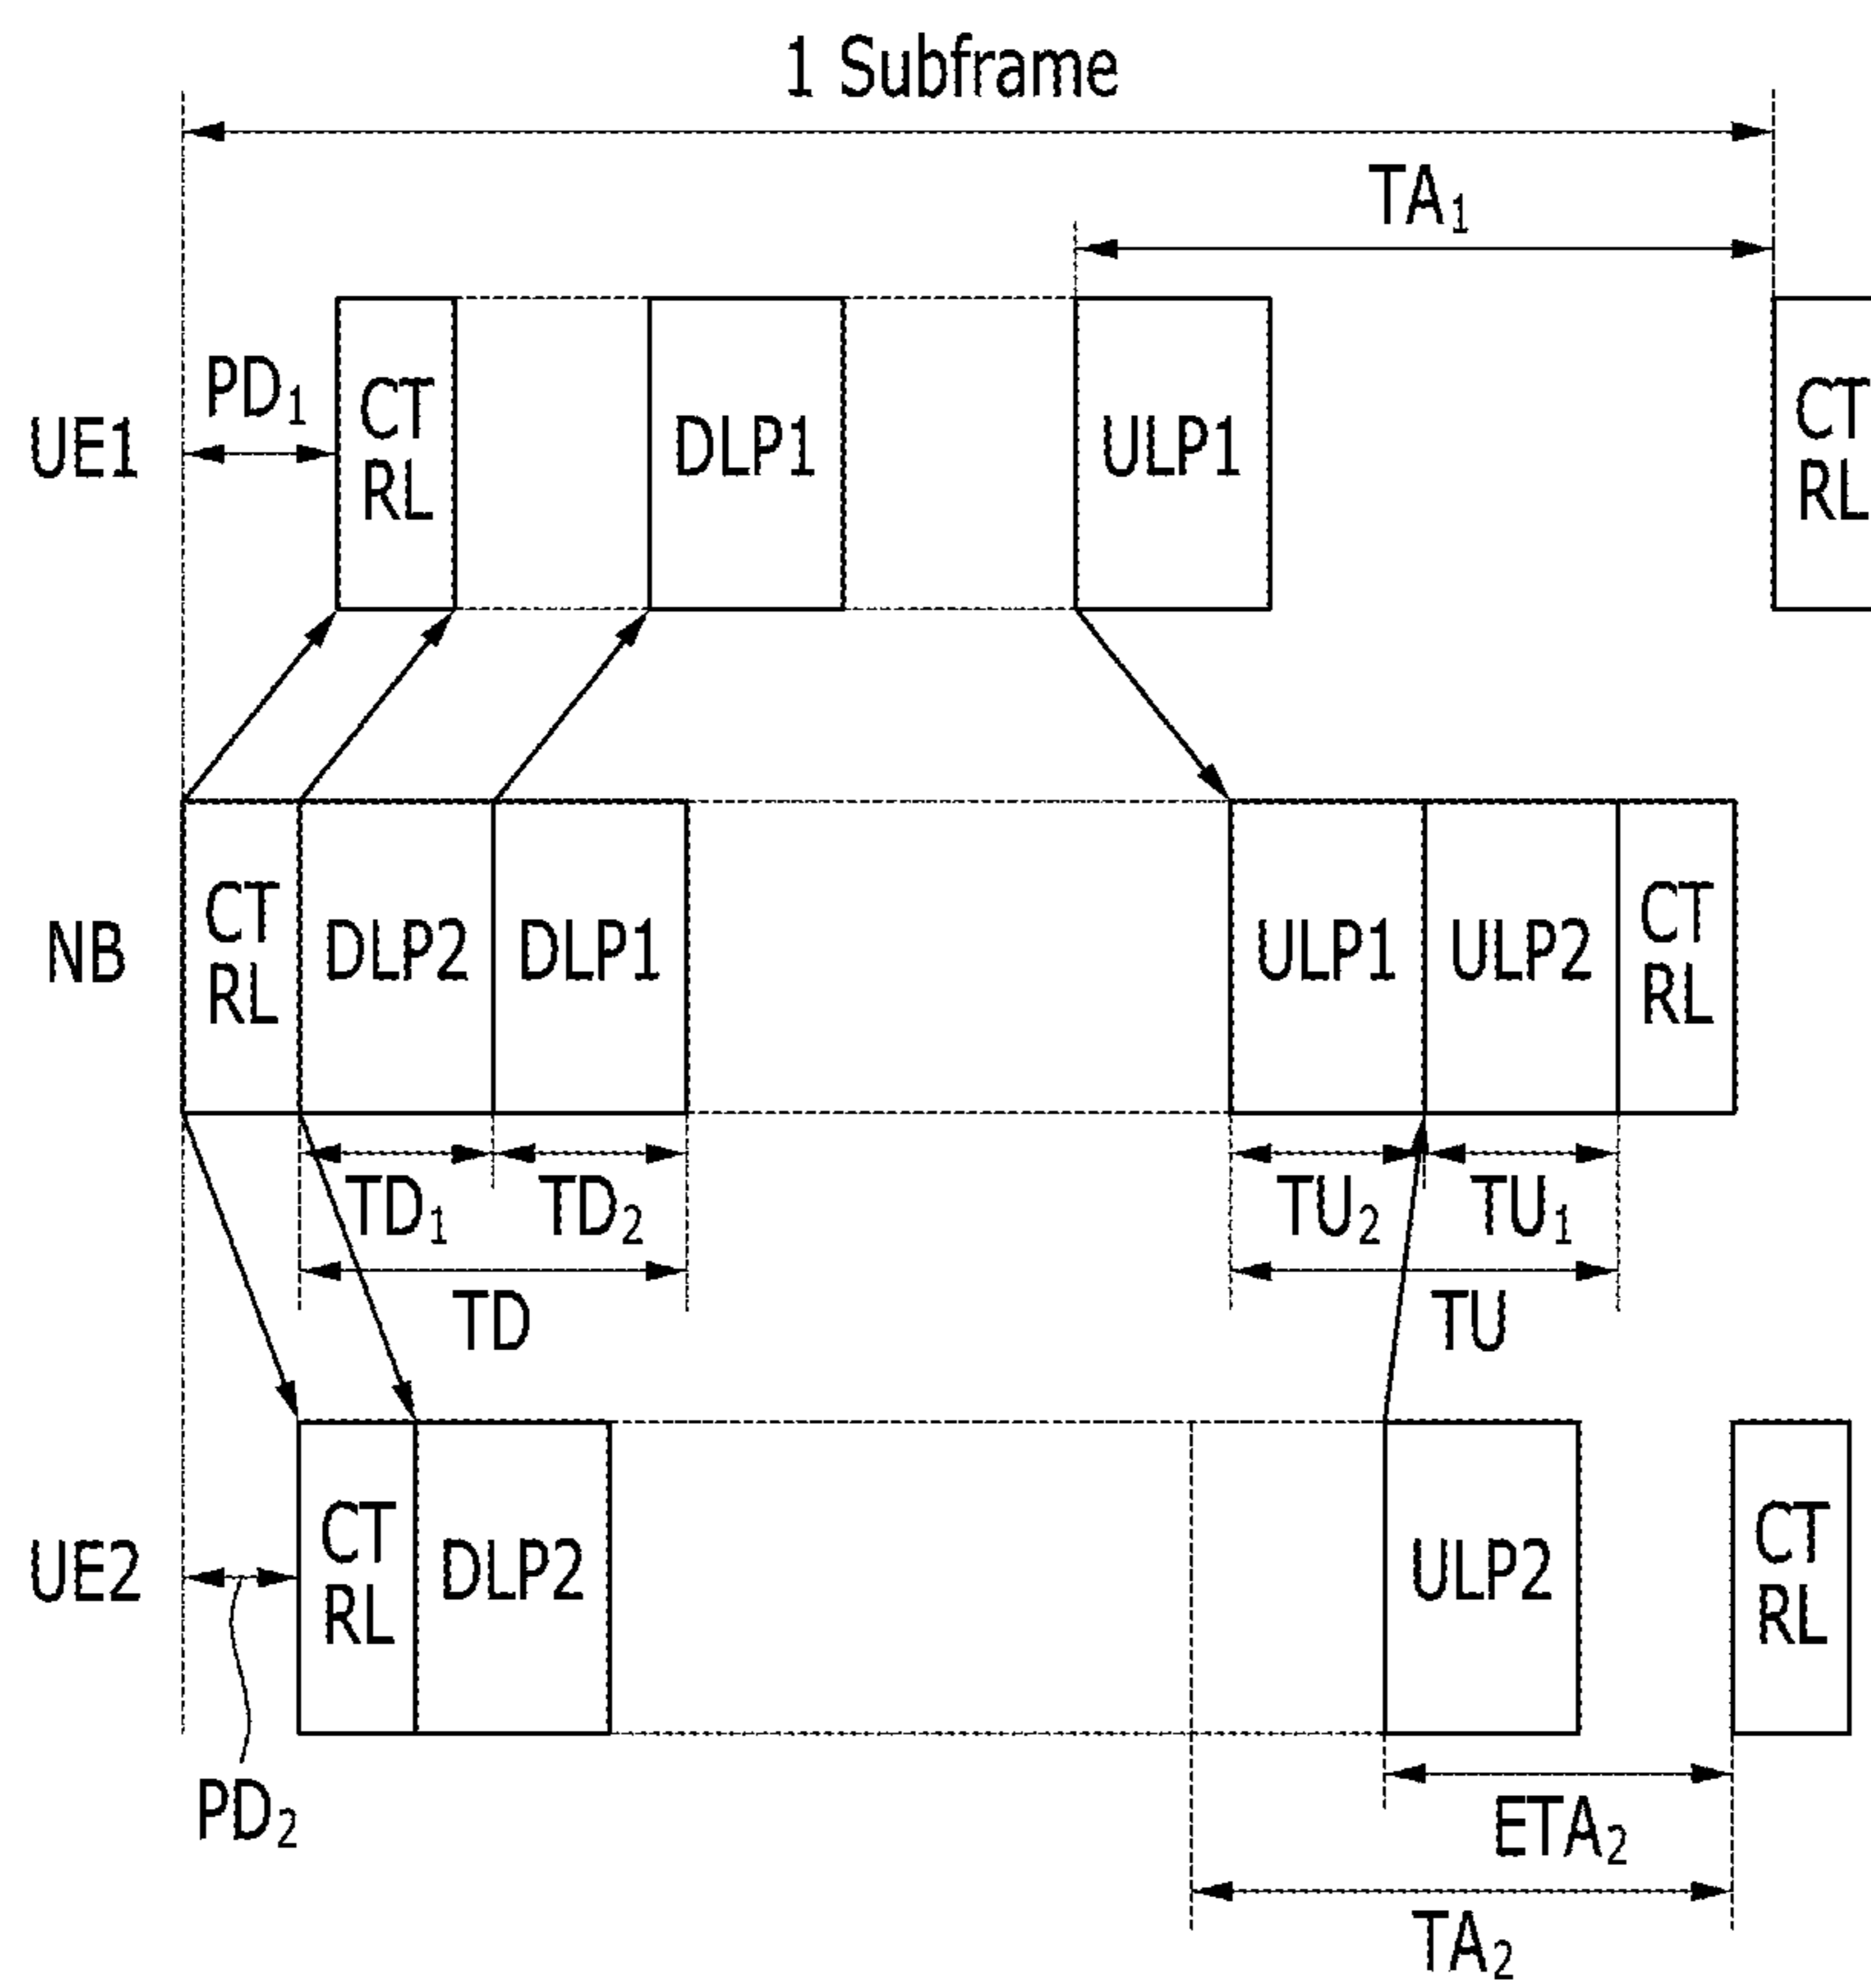 1 Subframe
TA1
UE1
PD1
CT
RL
DLP1
ULP1
CT
RL
NB
CT
RL
DLP2
DLP1
ULP1
ULP2
CT
RL
TD1
TD2
TU2
TU1
TD
TU
UE2
CT
RL
DLP2
ULP2
CT
RL
PD2
ETA2
TA2